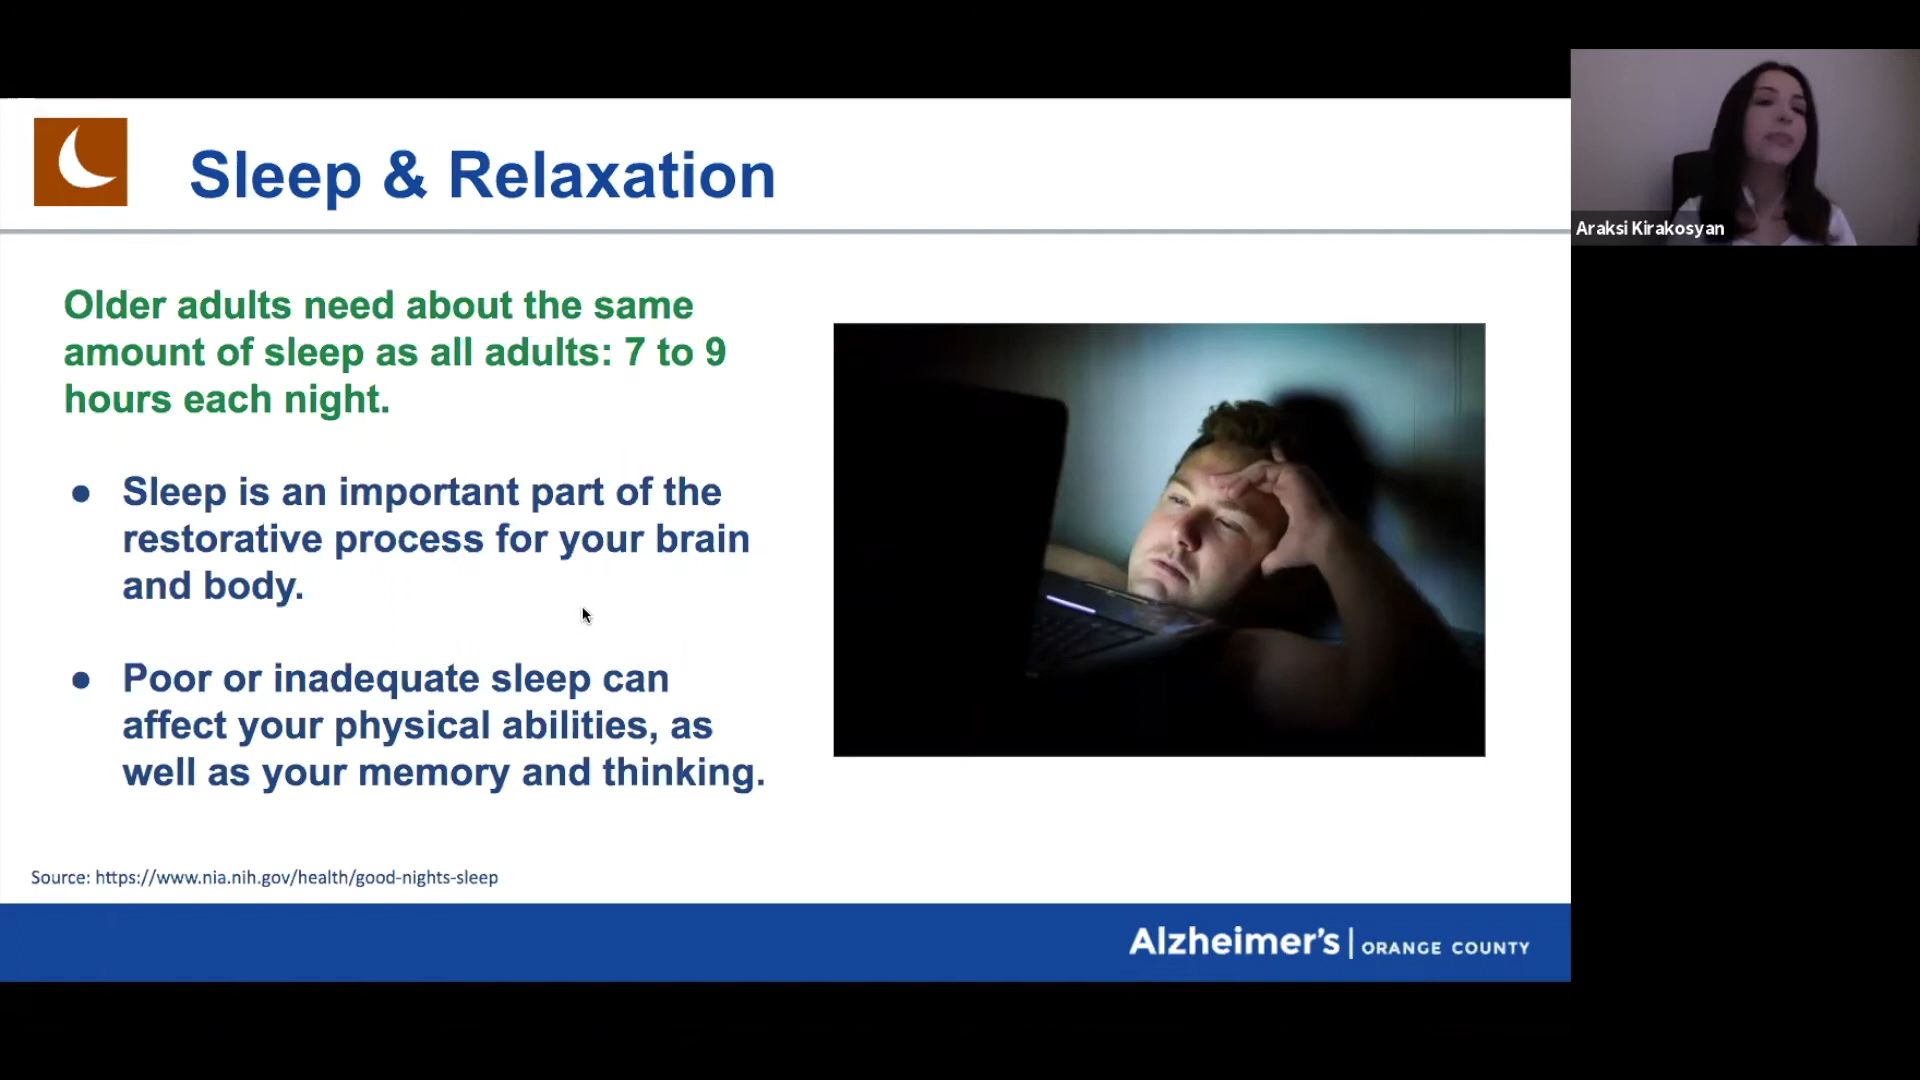 Sleep & Relaxation
Araksi Kirakosyan
Older adults need about the same
amount of sleep as all adults: 7 to 9
hours each night.
● Sleep is an important part of the
restorative process for your brain
and body.
● Poor or inadequate sleep can
affect your physical abilities, as
well as your memory and thinking.
Source: https://www.nia.nih.gov/health/good-nights-sleep
Alzheimer's | ORANGE COUNTY